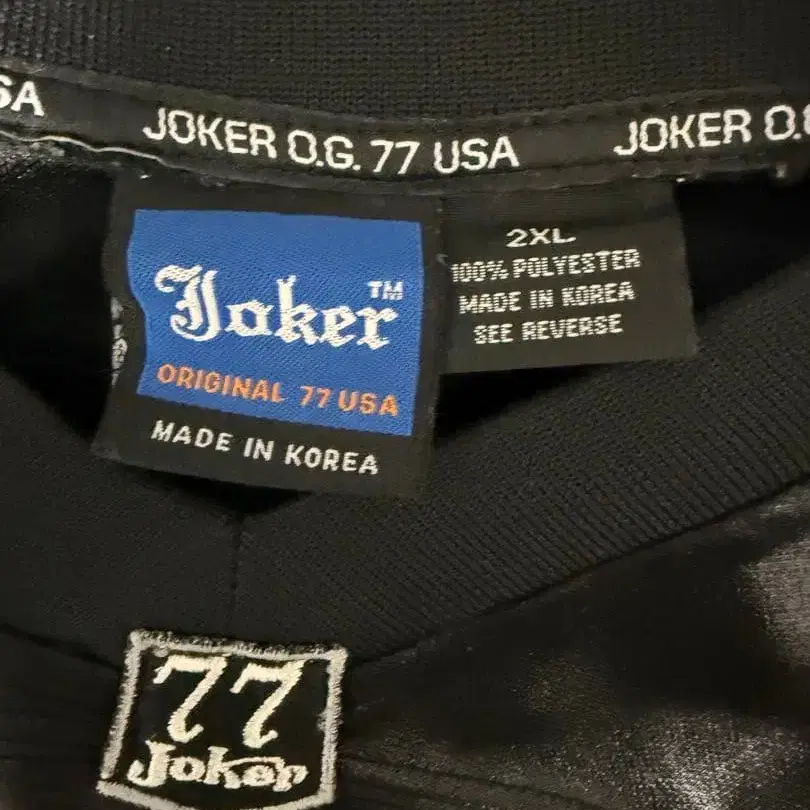 SA JOKER O.G. 77 USA JOKER O.
Joker™
ORIGINAL 77 USA
MADE IN KOREA
2XL
100% POLYESTER
MADE IN KOREA
SEE REVERSE
77
Joker